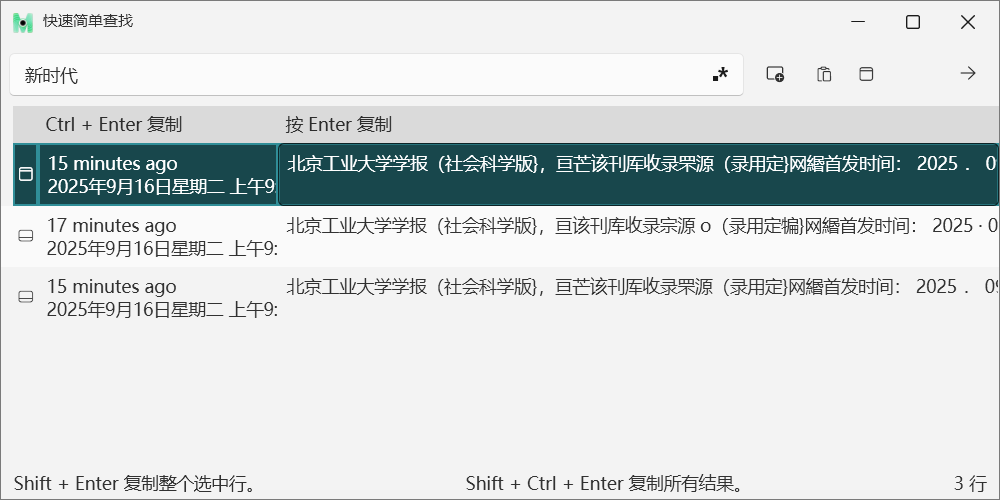 快速简单查找
新时代
Ctrl + Enter 复制 按 Enter 复制
15 minutes ago
北京工业大学学报（社会科学版}，亘芒该刊厍收录罘源（录用定}网緡首发时间： 2025 . 09
2025年9月16日星期二 上午9:
17 minutes ago
北京工业大学学报（社会科学版}，亘该刊厍收录宗源 o（录用定牑}网緡首发时间： 2025 · 0
2025年9月16日星期二 上午9:
15 minutes ago
北京工业大学学报（社会科学版}，亘芒该刊厍收录罘源（录用定}网緡首发时间： 2025 . 09
2025年9月16日星期二 上午9:
Shift + Enter 复制整个选中行。 Shift + Ctrl + Enter 复制所有结果。 3 行